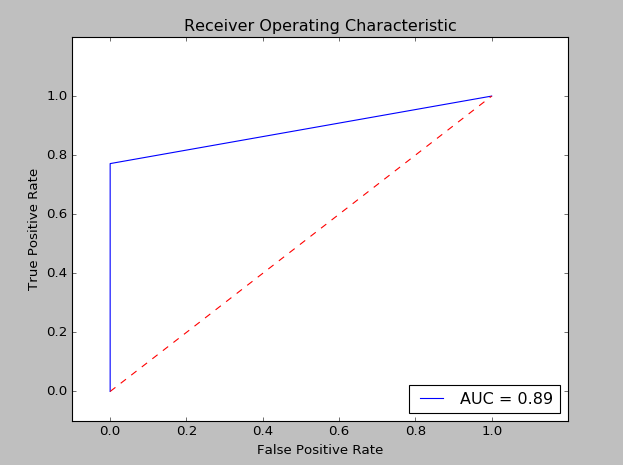 Receiver Operating Characteristic
True Positive Rate
1.0
0.8
0.6
0.4
0.2
0.0
0.0 0.2 0.4 0.6 0.8 1.0
False Positive Rate
AUC = 0.89